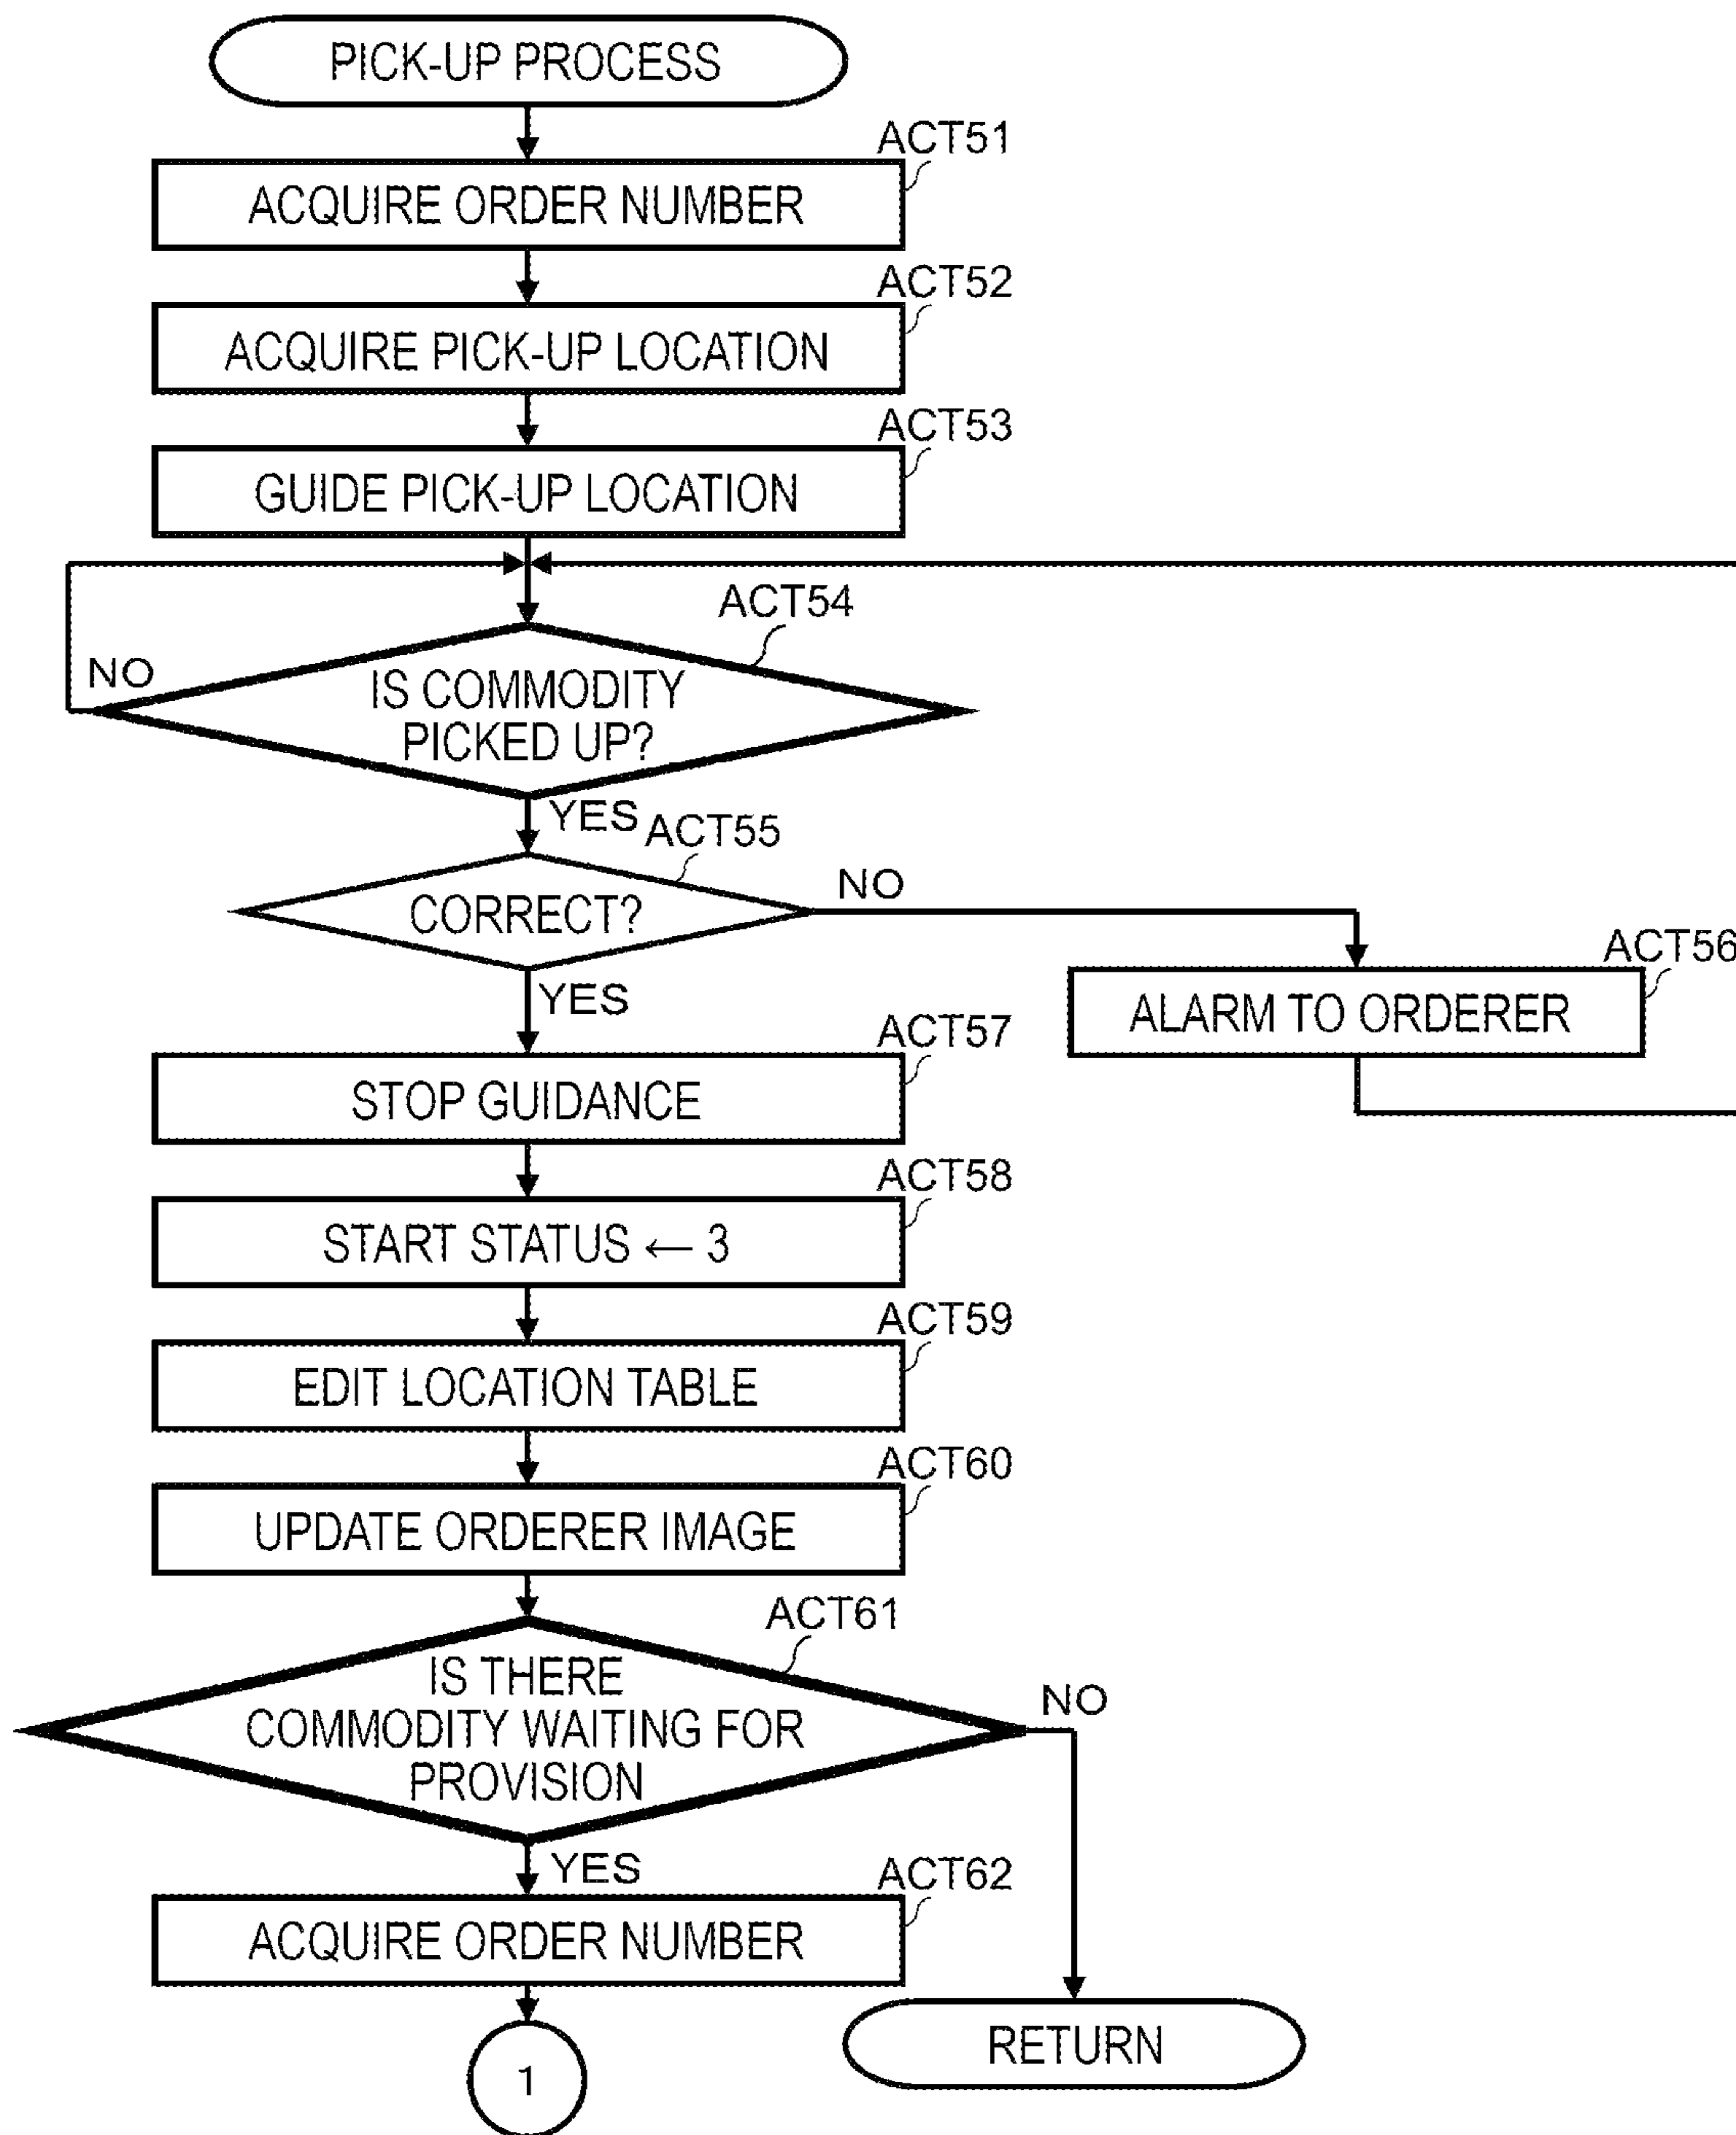 PICK-UP PROCESS
ACT51
ACQUIRE ORDER NUMBER
ACT52
ACQUIRE PICK-UP LOCATION
ACT53
GUIDE PICK-UP LOCATION
ACT54
NO
IS COMMODITY
PICKED UP?
YES
ACT55
CORRECT?
NO
ACT56
ALARM TO ORDERER
YES
ACT57
STOP GUIDANCE
ACT58
START STATUS ← 3
ACT59
EDIT LOCATION TABLE
ACT60
UPDATE ORDERER IMAGE
ACT61
IS THERE
COMMODITY WAITING FOR
PROVISION
NO
YES
ACT62
ACQUIRE ORDER NUMBER
RETURN
1